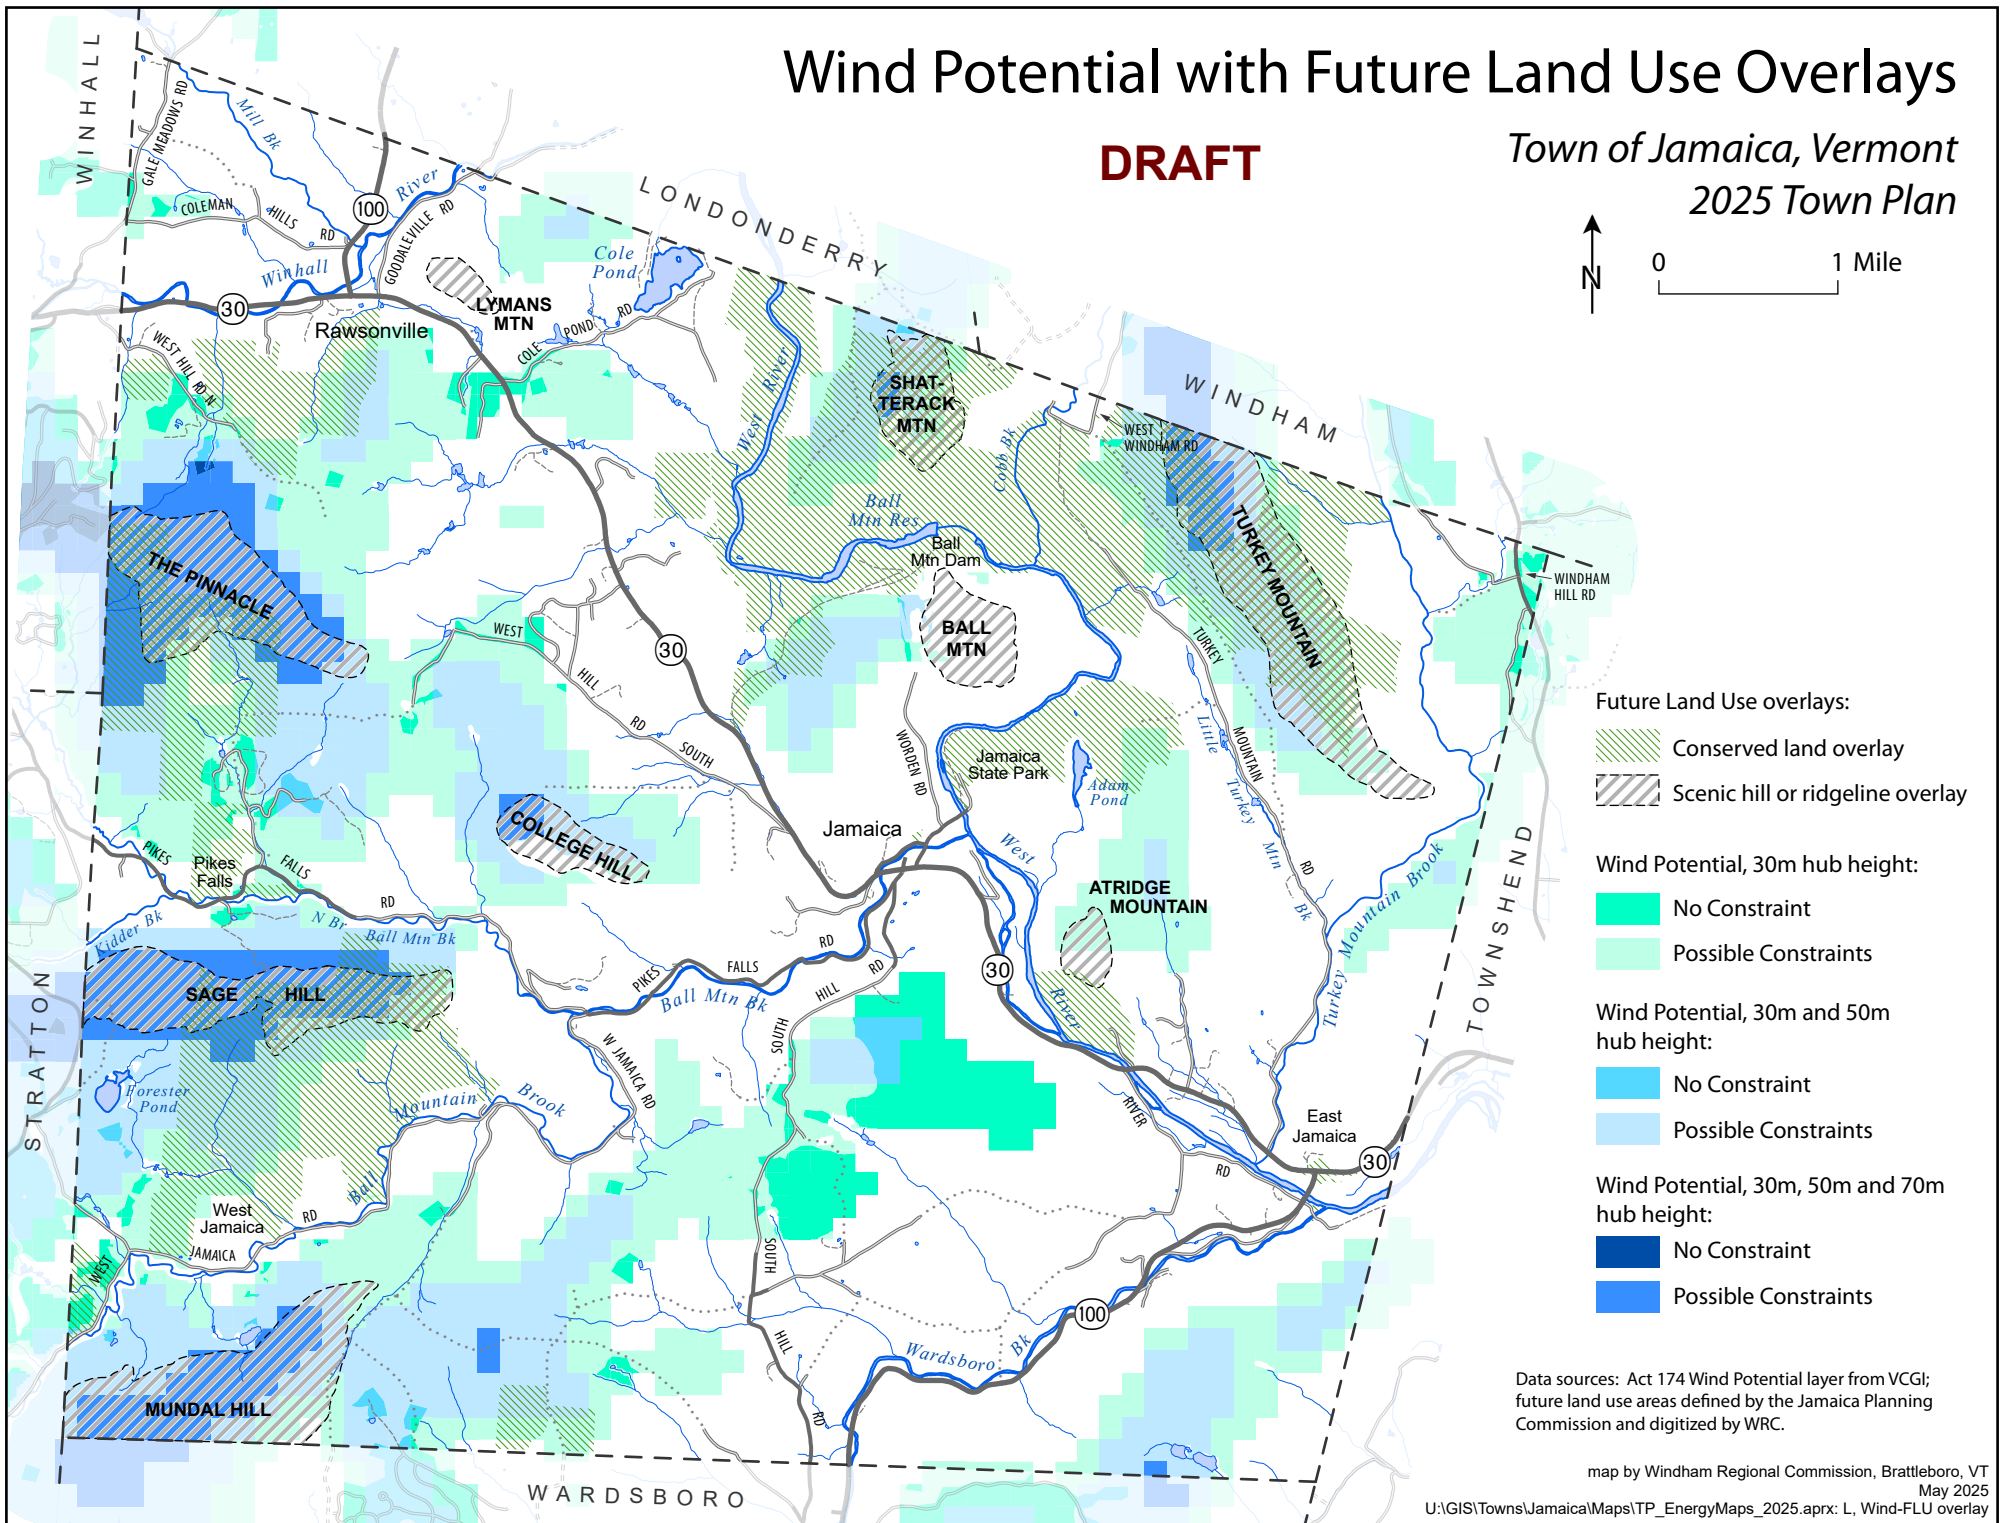 Wind Potential with Future Land Use Overlays
DRAFT
Town of Jamaica, Vermont
2025 Town Plan
N
0 1 Mile
WINHALL
LONDONDERRY
WINDHAM
TOWNSHEND
STRATTON
WARDSBORO
GALE MEADOWS RD
Mill Bk
COLEMAN HILLS RD
100
River
GOODALEVILLE RD
Winhall
30
Rawsonville
LYMANS
MTN
Cole
Pond
COLE POND RD
WEST HILL RD N
West River
SHAT-
TERACK
MTN
Cobb Bk
WEST
WINDHAM RD
Ball
Mtn Res
Ball
Mtn Dam
BALL
MTN
TURKEY MOUNTAIN
WINDHAM
HILL RD
THE PINNACLE
WEST HILL RD SOUTH
30
TURKEY MOUNTAIN RD
Little Turkey Mtn Bk
WORDEN RD
Jamaica
State Park
Adam
Pond
COLLEGE HILL
Jamaica
West River
ATRIDGE
MOUNTAIN
Turkey Mountain Brook
PIKES FALLS RD
Pikes
Falls
Kidder Bk
N Br Ball Mtn Bk
SAGE HILL
PIKES FALLS RD
Ball Mtn Bk
SOUTH HILL RD
30
W JAMAICA RD
Forester
Pond
Ball Mountain Brook
RIVER RD
East
Jamaica
30
West
Jamaica
WEST JAMAICA RD
SOUTH HILL RD
100
Wardsboro Bk
MUNDAL HILL
Future Land Use overlays:
Conserved land overlay
Scenic hill or ridgeline overlay
Wind Potential, 30m hub height:
No Constraint
Possible Constraints
Wind Potential, 30m and 50m
hub height:
No Constraint
Possible Constraints
Wind Potential, 30m, 50m and 70m
hub height:
No Constraint
Possible Constraints
Data sources: Act 174 Wind Potential layer from VCGI;
future land use areas defined by the Jamaica Planning
Commission and digitized by WRC.
map by Windham Regional Commission, Brattleboro, VT
May 2025
U:\GIS\Towns\Jamaica\Maps\TP_EnergyMaps_2025.aprx: L, Wind-FLU overlay